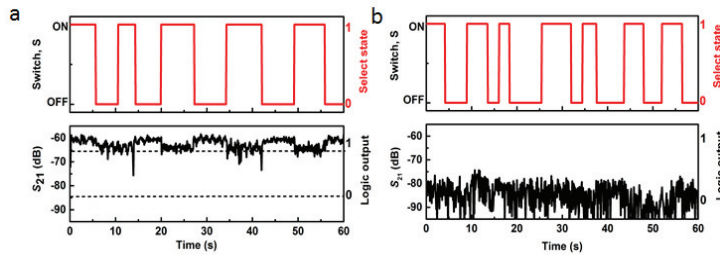 a
ON
OFF
Switch, S
1
0
Select state
-60
-70
-80
-90
S21 (dB)
1
0
Logic output
0 10 20 30 40 50 60
Time (s)
b
ON
OFF
Switch, S
1
0
Select state
-60
-70
-80
-90
S21 (dB)
1
0
Logic output
0 10 20 30 40 50 60
Time (s)